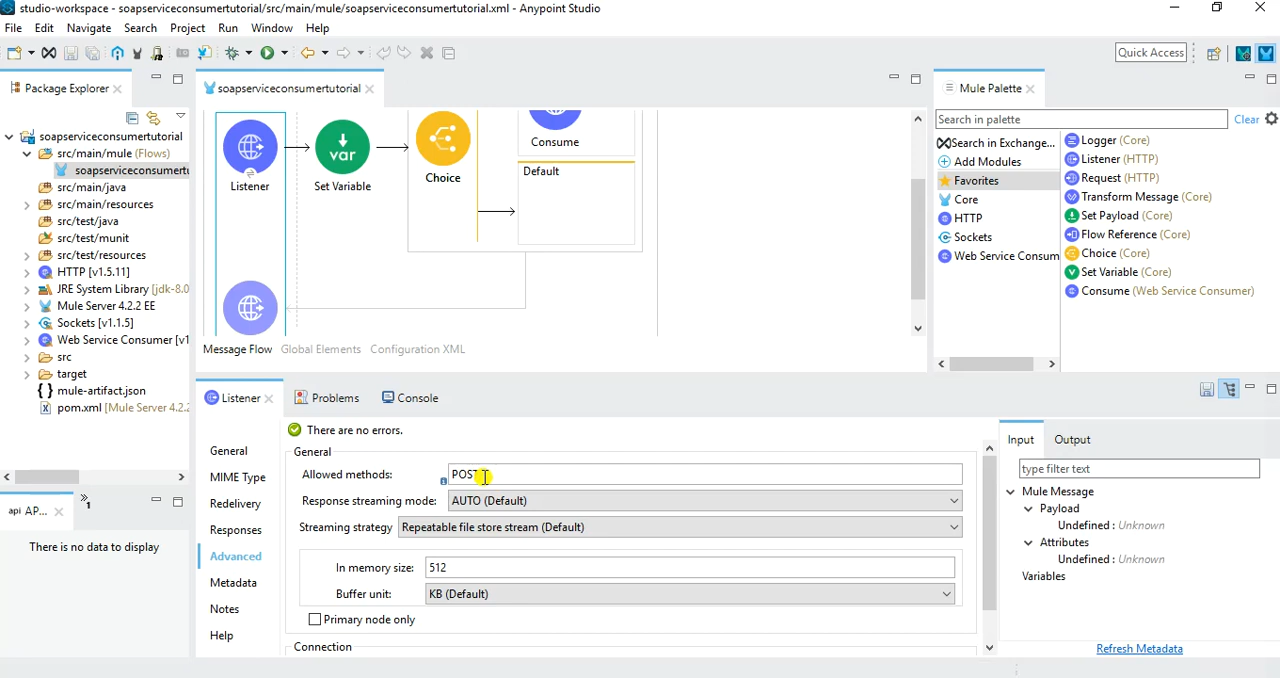 studio-workspace - soapserviceconsumertutorial/src/main/mule/soapserviceconsumertutorial.xml - Anypoint Studio
File Edit Navigate Search Project Run Window Help
Quick Access
Package Explorer
soapserviceconsumertutorial
src/main/mule (Flows)
soapserviceconsumertu
src/main/java
src/main/resources
src/test/java
src/test/munit
src/test/resources
HTTP [v1.5.11]
JRE System Library [jdk-8.0
Mule Server 4.2.2 EE
Sockets [v1.1.5]
Web Service Consumer [v1
src
target
mule-artifact.json
pom.xml [Mule Server 4.2.2
api AP...
1
There is no data to display
soapserviceconsumertutorial
Listener
var
Set Variable
Choice
Consume
Default
Message Flow Global Elements Configuration XML
Mule Palette
Search in palette
Clear
Search in Exchange...
Add Modules
Favorites
Core
HTTP
Sockets
Web Service Consum
Logger (Core)
Listener (HTTP)
Request (HTTP)
Transform Message (Core)
Set Payload (Core)
Flow Reference (Core)
Choice (Core)
Set Variable (Core)
Consume (Web Service Consumer)
Listener
Problems
Console
There are no errors.
General
MIME Type
Redelivery
Responses
Advanced
Metadata
Notes
Help
General
Allowed methods: POST
Response streaming mode: AUTO (Default)
Streaming strategy Repeatable file store stream (Default)
In memory size: 512
Buffer unit: KB (Default)
Primary node only
Connection
Input Output
type filter text
Mule Message
Payload
Undefined : Unknown
Attributes
Undefined : Unknown
Variables
Refresh Metadata